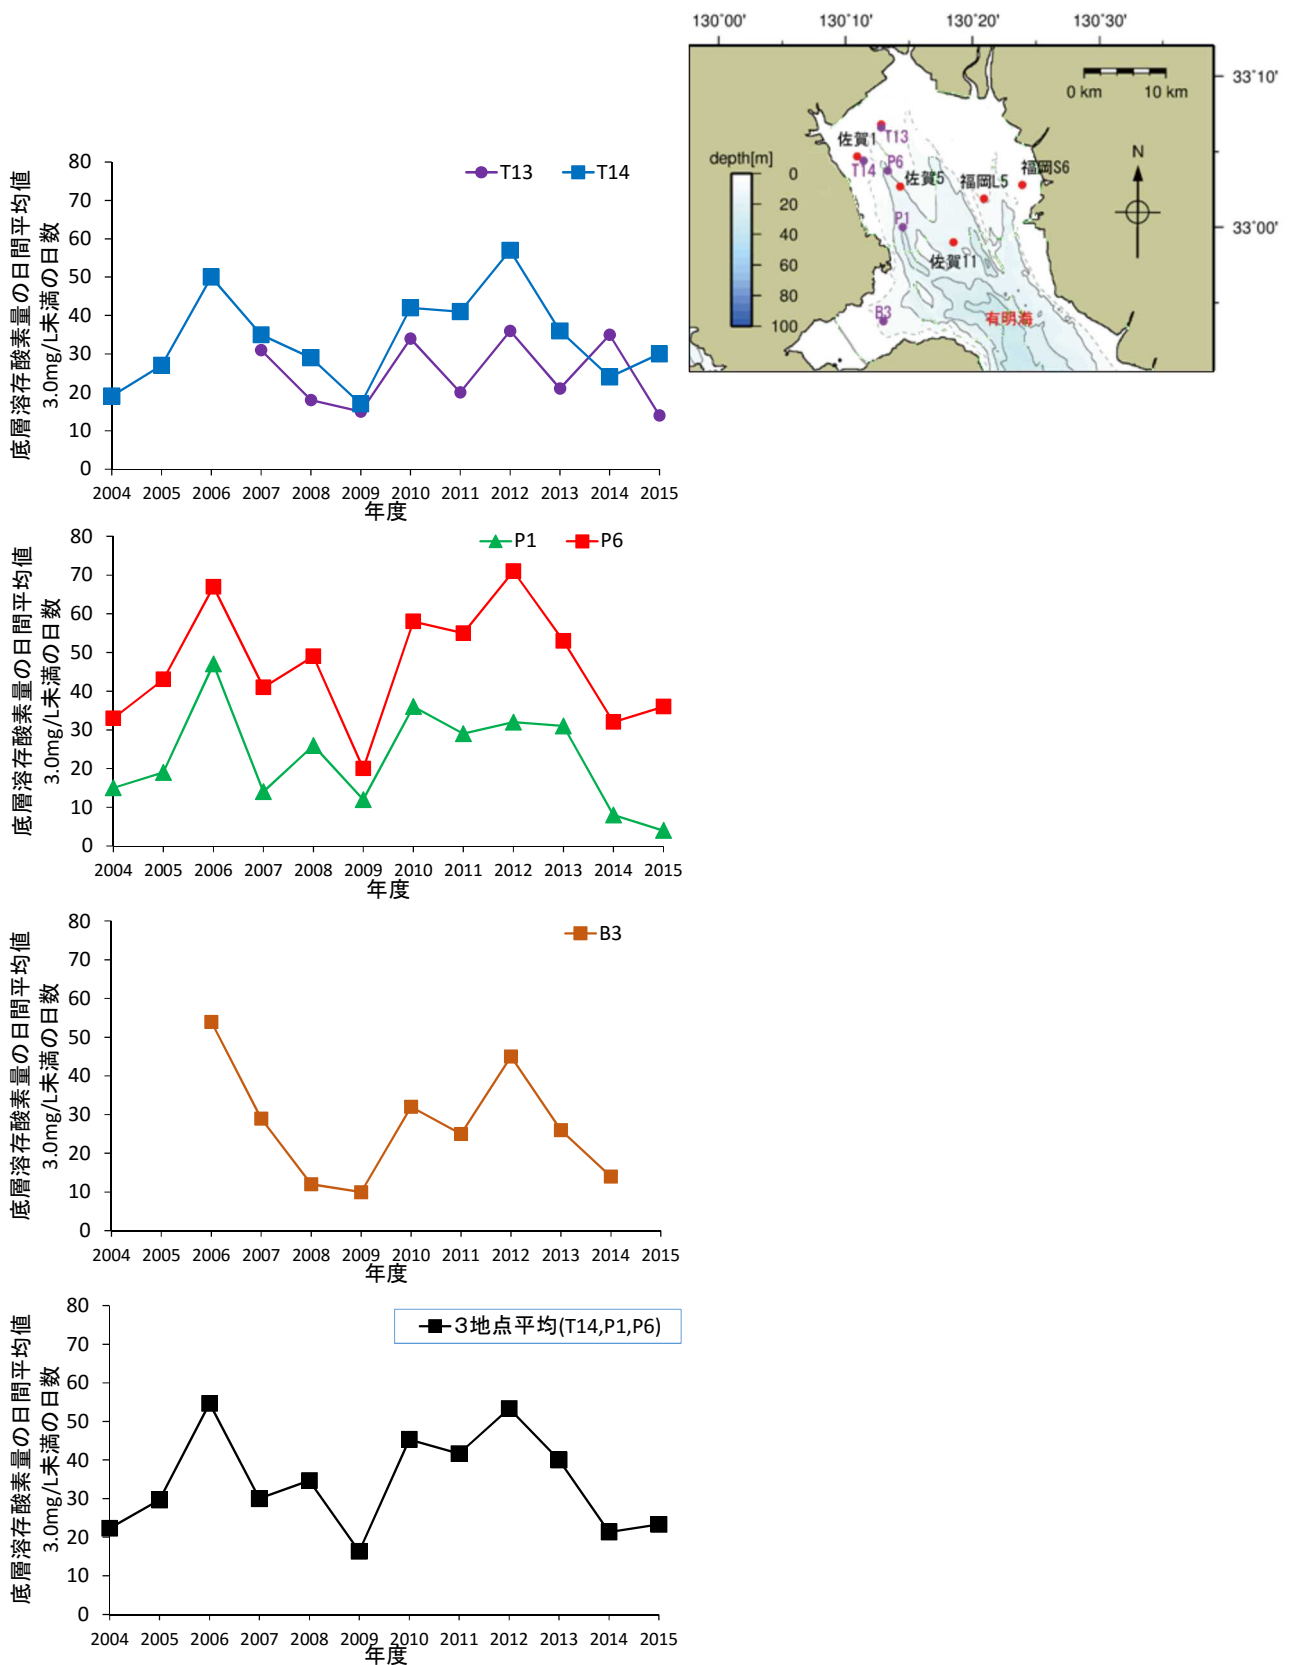 130°00' 130°10' 130°20' 130°30'
33°10'
33°00'
0 km 10 km
N
depth[m]
0
20
40
60
80
100
T13
佐賀1
T14
P6
佐賀5
福岡L5
福岡S6
P1
佐賀11
B3
有明海
底層溶存酸素量の日間平均値
3.0mg/L未満の日数
80
70
60
50
40
30
20
10
0
T13 T14
2004 2005 2006 2007 2008 2009 2010 2011 2012 2013 2014 2015
年度
底層溶存酸素量の日間平均値
3.0mg/L未満の日数
80
70
60
50
40
30
20
10
0
P1 P6
2004 2005 2006 2007 2008 2009 2010 2011 2012 2013 2014 2015
年度
底層溶存酸素量の日間平均値
3.0mg/L未満の日数
80
70
60
50
40
30
20
10
0
B3
2004 2005 2006 2007 2008 2009 2010 2011 2012 2013 2014 2015
年度
底層溶存酸素量の日間平均値
3.0mg/L未満の日数
80
70
60
50
40
30
20
10
0
３地点平均(T14,P1,P6)
2004 2005 2006 2007 2008 2009 2010 2011 2012 2013 2014 2015
年度